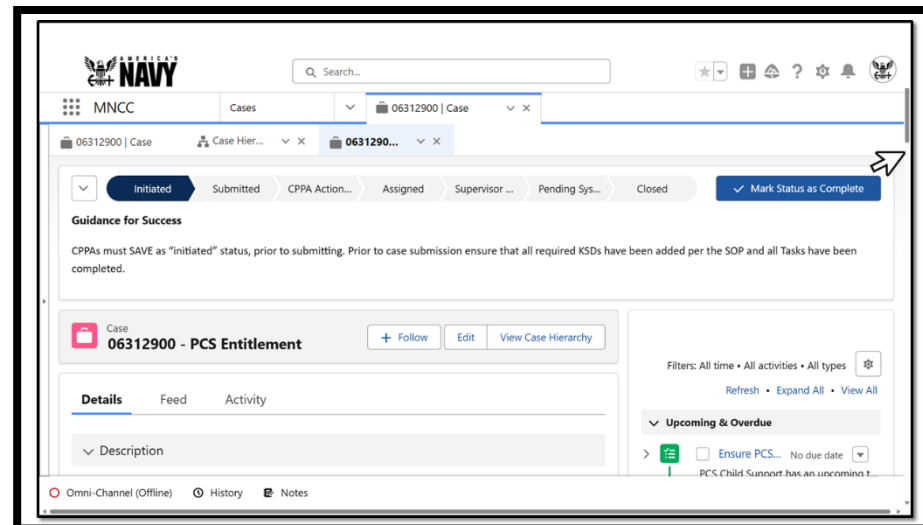 AMERICA'S
NAVY
Search...
?
MNCC
Cases
06312900 | Case
06312900 | Case
Case Hier...
0631290...
Initiated
Submitted
CPPA Action...
Assigned
Supervisor ...
Pending Sys...
Closed
Mark Status as Complete
Guidance for Success
CPPAs must SAVE as “initiated” status, prior to submitting. Prior to case submission ensure that all required KSDs have been added per the SOP and all Tasks have been
completed.
Case
06312900 - PCS Entitlement
+ Follow
Edit
View Case Hierarchy
Filters: All time • All activities • All types
Refresh • Expand All • View All
Details
Feed
Activity
Upcoming & Overdue
Description
Ensure PCS...
No due date
PCS Child Support has an upcoming t...
Omni-Channel (Offline)
History
Notes